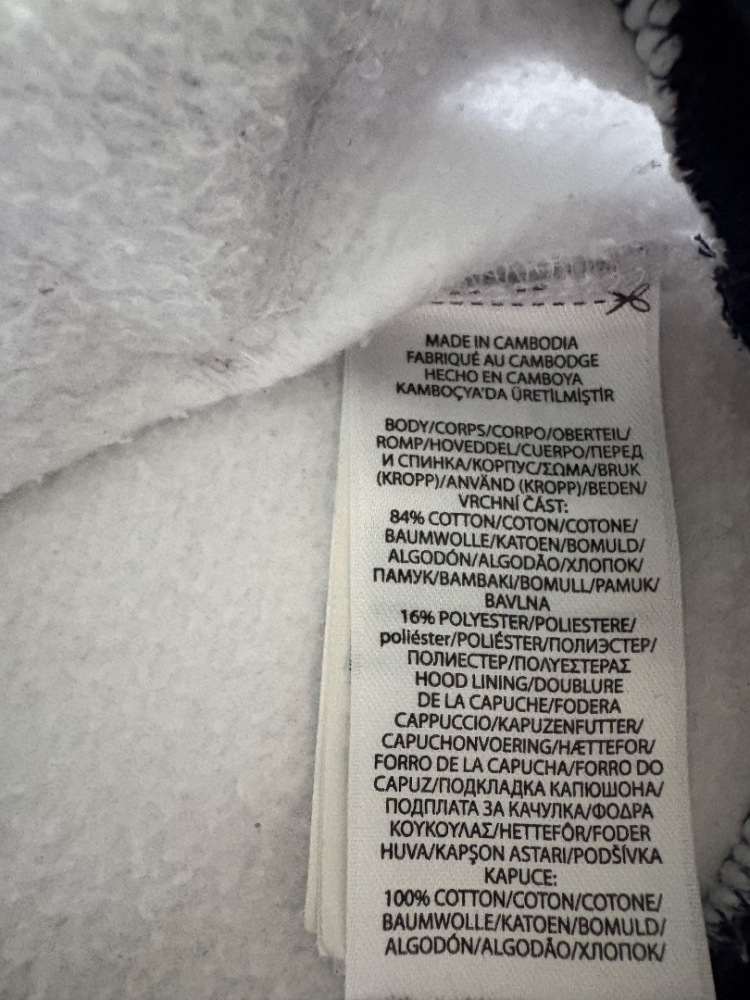 MADE IN CAMBODIA
FABRIQUÉ AU CAMBODGE
HECHO EN CAMBOYA
KAMBOÇYA'DA ÜRETİLMİŞTİR
BODY/CORPS/CORPO/OBERTEIL/
ROMP/HOVEDDEL/CUERPO/ПЕРЕД
И СПИНКА/КОРПУС/ΣΩΜΑ/BRUK
(KROPP)/ANVÄND (KROPP)/BEDEN/
VRCHNÍ ČÁST:
84% COTTON/COTON/COTONE/
BAUMWOLLE/KATOEN/BOMULD/
ALGODÓN/ALGODÃO/ХЛОПОК/
ПАМУК/ΒΑΜΒΑΚΙ/BOMULL/PAMUK/
BAVLNA
16% POLYESTER/POLIESTERE/
poliéster/POLIÉSTER/ПОЛИЭСТЕР/
ПОЛИЕСТЕР/ΠΟΛΥΕΣΤΕΡΑΣ
HOOD LINING/DOUBLURE
DE LA CAPUCHE/FODERA
CAPPUCCIO/KAPUZENFUTTER/
CAPUCHONVOERING/HÆTTEFOR/
FORRO DE LA CAPUCHA/FORRO DO
CAPUZ/ПОДКЛАДКА КАПЮШОНА/
ПОДПЛАТА ЗА КАЧУЛКА/ΦΟΔΡΑ
ΚΟΥΚΟΥΛΑΣ/HETTEFÔR/FODER
HUVA/KAPŞON ASTARI/PODŠÍVKA
KAPUCE:
100% COTTON/COTON/COTONE/
BAUMWOLLE/KATOEN/BOMULD/
ALGODÓN/ALGODÃO/ХЛОПОК/